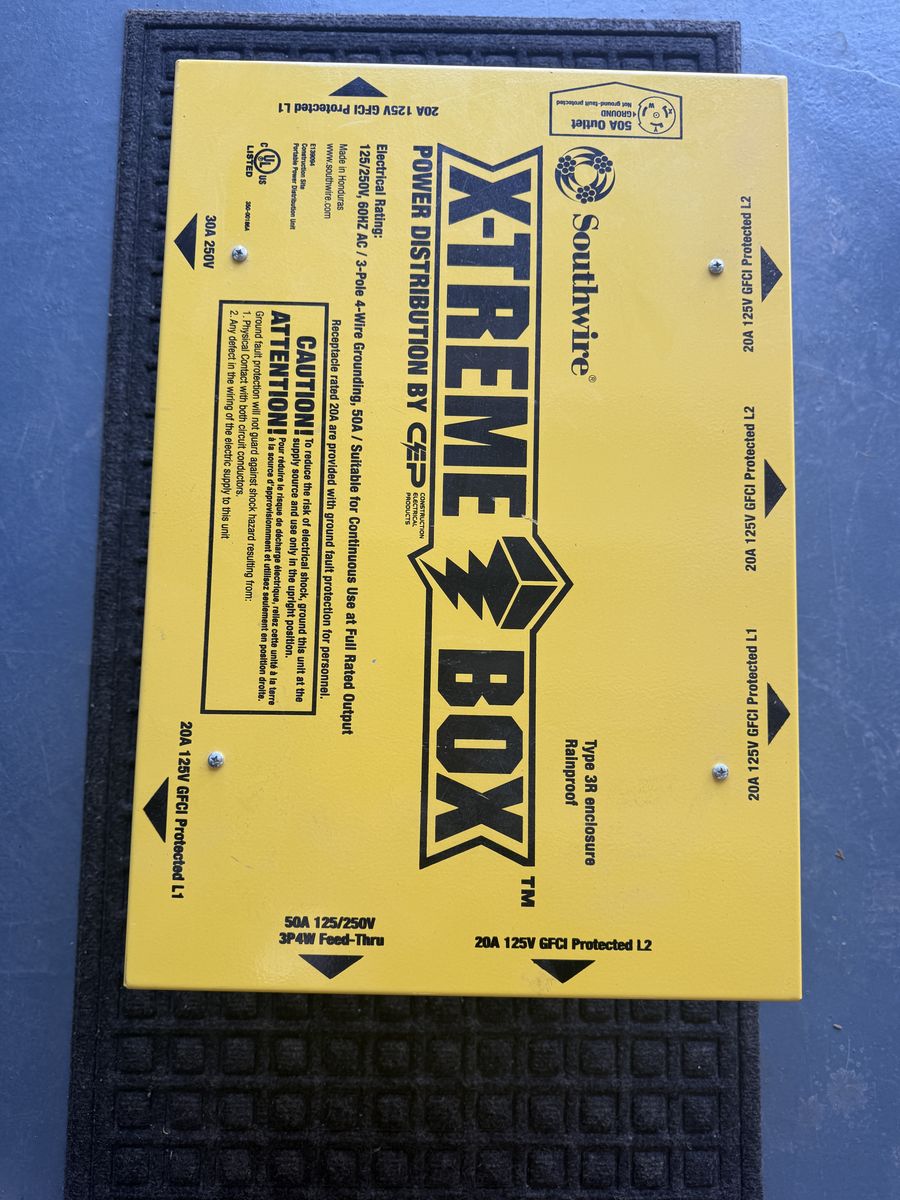 50A Outlet
◄GROUND
Not ground-fault protected
W
20A 125V GFCI Protected L2
20A 125V GFCI Protected L2
20A 125V GFCI Protected L1
Southwire®
Type 3R enclosure
Rainproof
X-TREME BOX™
POWER DISTRIBUTION BY CEP CONSTRUCTION
ELECTRICAL
PRODUCTS
20A 125V GFCI Protected L1
20A 125V GFCI Protected L2
Electrical Rating:
125/250V, 60HZ AC / 3-Pole 4-Wire Grounding, 50A / Suitable for Continuous Use at Full Rated Output
Made in Honduras
www.southwire.com
Receptacle rated 20A are provided with ground fault protection for personnel.
E139094
Construction Site
Portable Power Distribution Unit
C UL US
LISTED
CAUTION! To reduce the risk of electrical shock, ground this unit at the
supply source and use only in the upright position.
ATTENTION! Pour réduire le risque de décharge électrique, reliez cette unité à la terre
à la source d'approvisionnment et utilisez seulement en position droite.
Ground fault protection will not guard against shock hazard resulting from:
1. Physical Contact with both circuit conductors.
2. Any defect in the wiring of the electric supply to this unit
50A 125/250V
3P4W Feed-Thru
30A 250V
20A 125V GFCI Protected L1